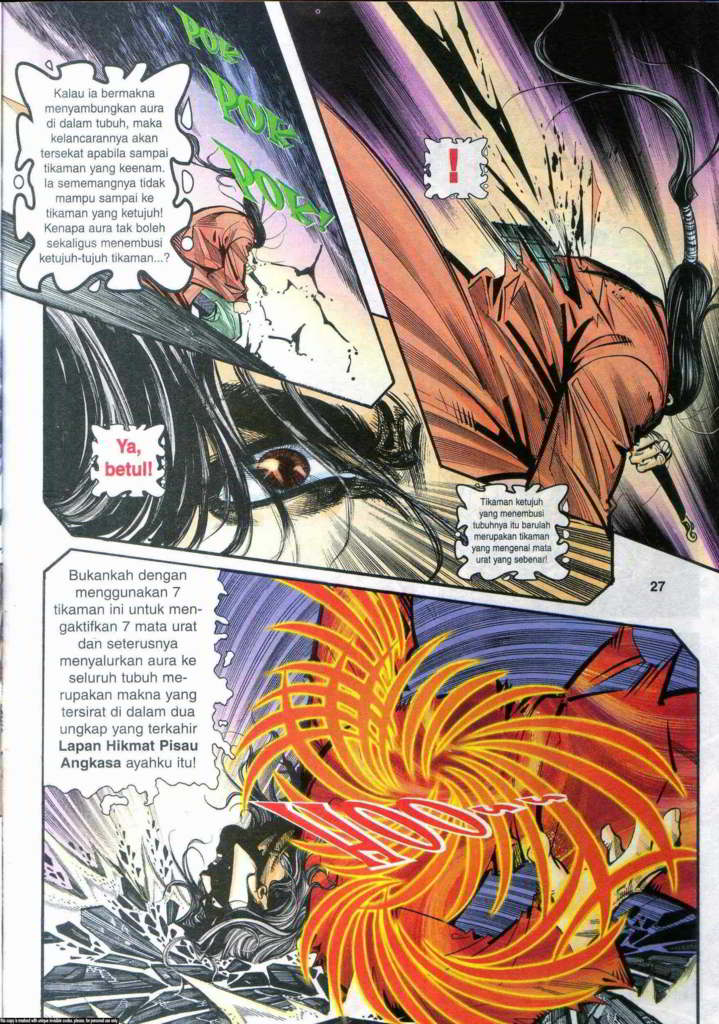 POK
POK
POK!
Kalau ia bermakna
menyambungkan aura
di dalam tubuh, maka
kelancarannya akan
tersekat apabila sampai
tikaman yang keenam.
Ia sememangnya tidak
mampu sampai ke
tikaman yang ketujuh!
Kenapa aura tak boleh
sekaligus menembusi
ketujuh-tujuh tikaman...?
!
Ya,
betul!
Tikaman ketujuh
yang menembusi
tubuhnya itu barulah
merupakan tikaman
yang mengenai mata
urat yang sebenar!
27
Bukankah dengan
menggunakan 7
tikaman ini untuk men-
gaktifkan 7 mata urat
dan seterusnya
menyalurkan aura ke
seluruh tubuh me-
rupakan makna yang
tersirat di dalam dua
ungkap yang terkahir
Lapan Hikmat Pisau
Angkasa ayahku itu!
HOOuuu